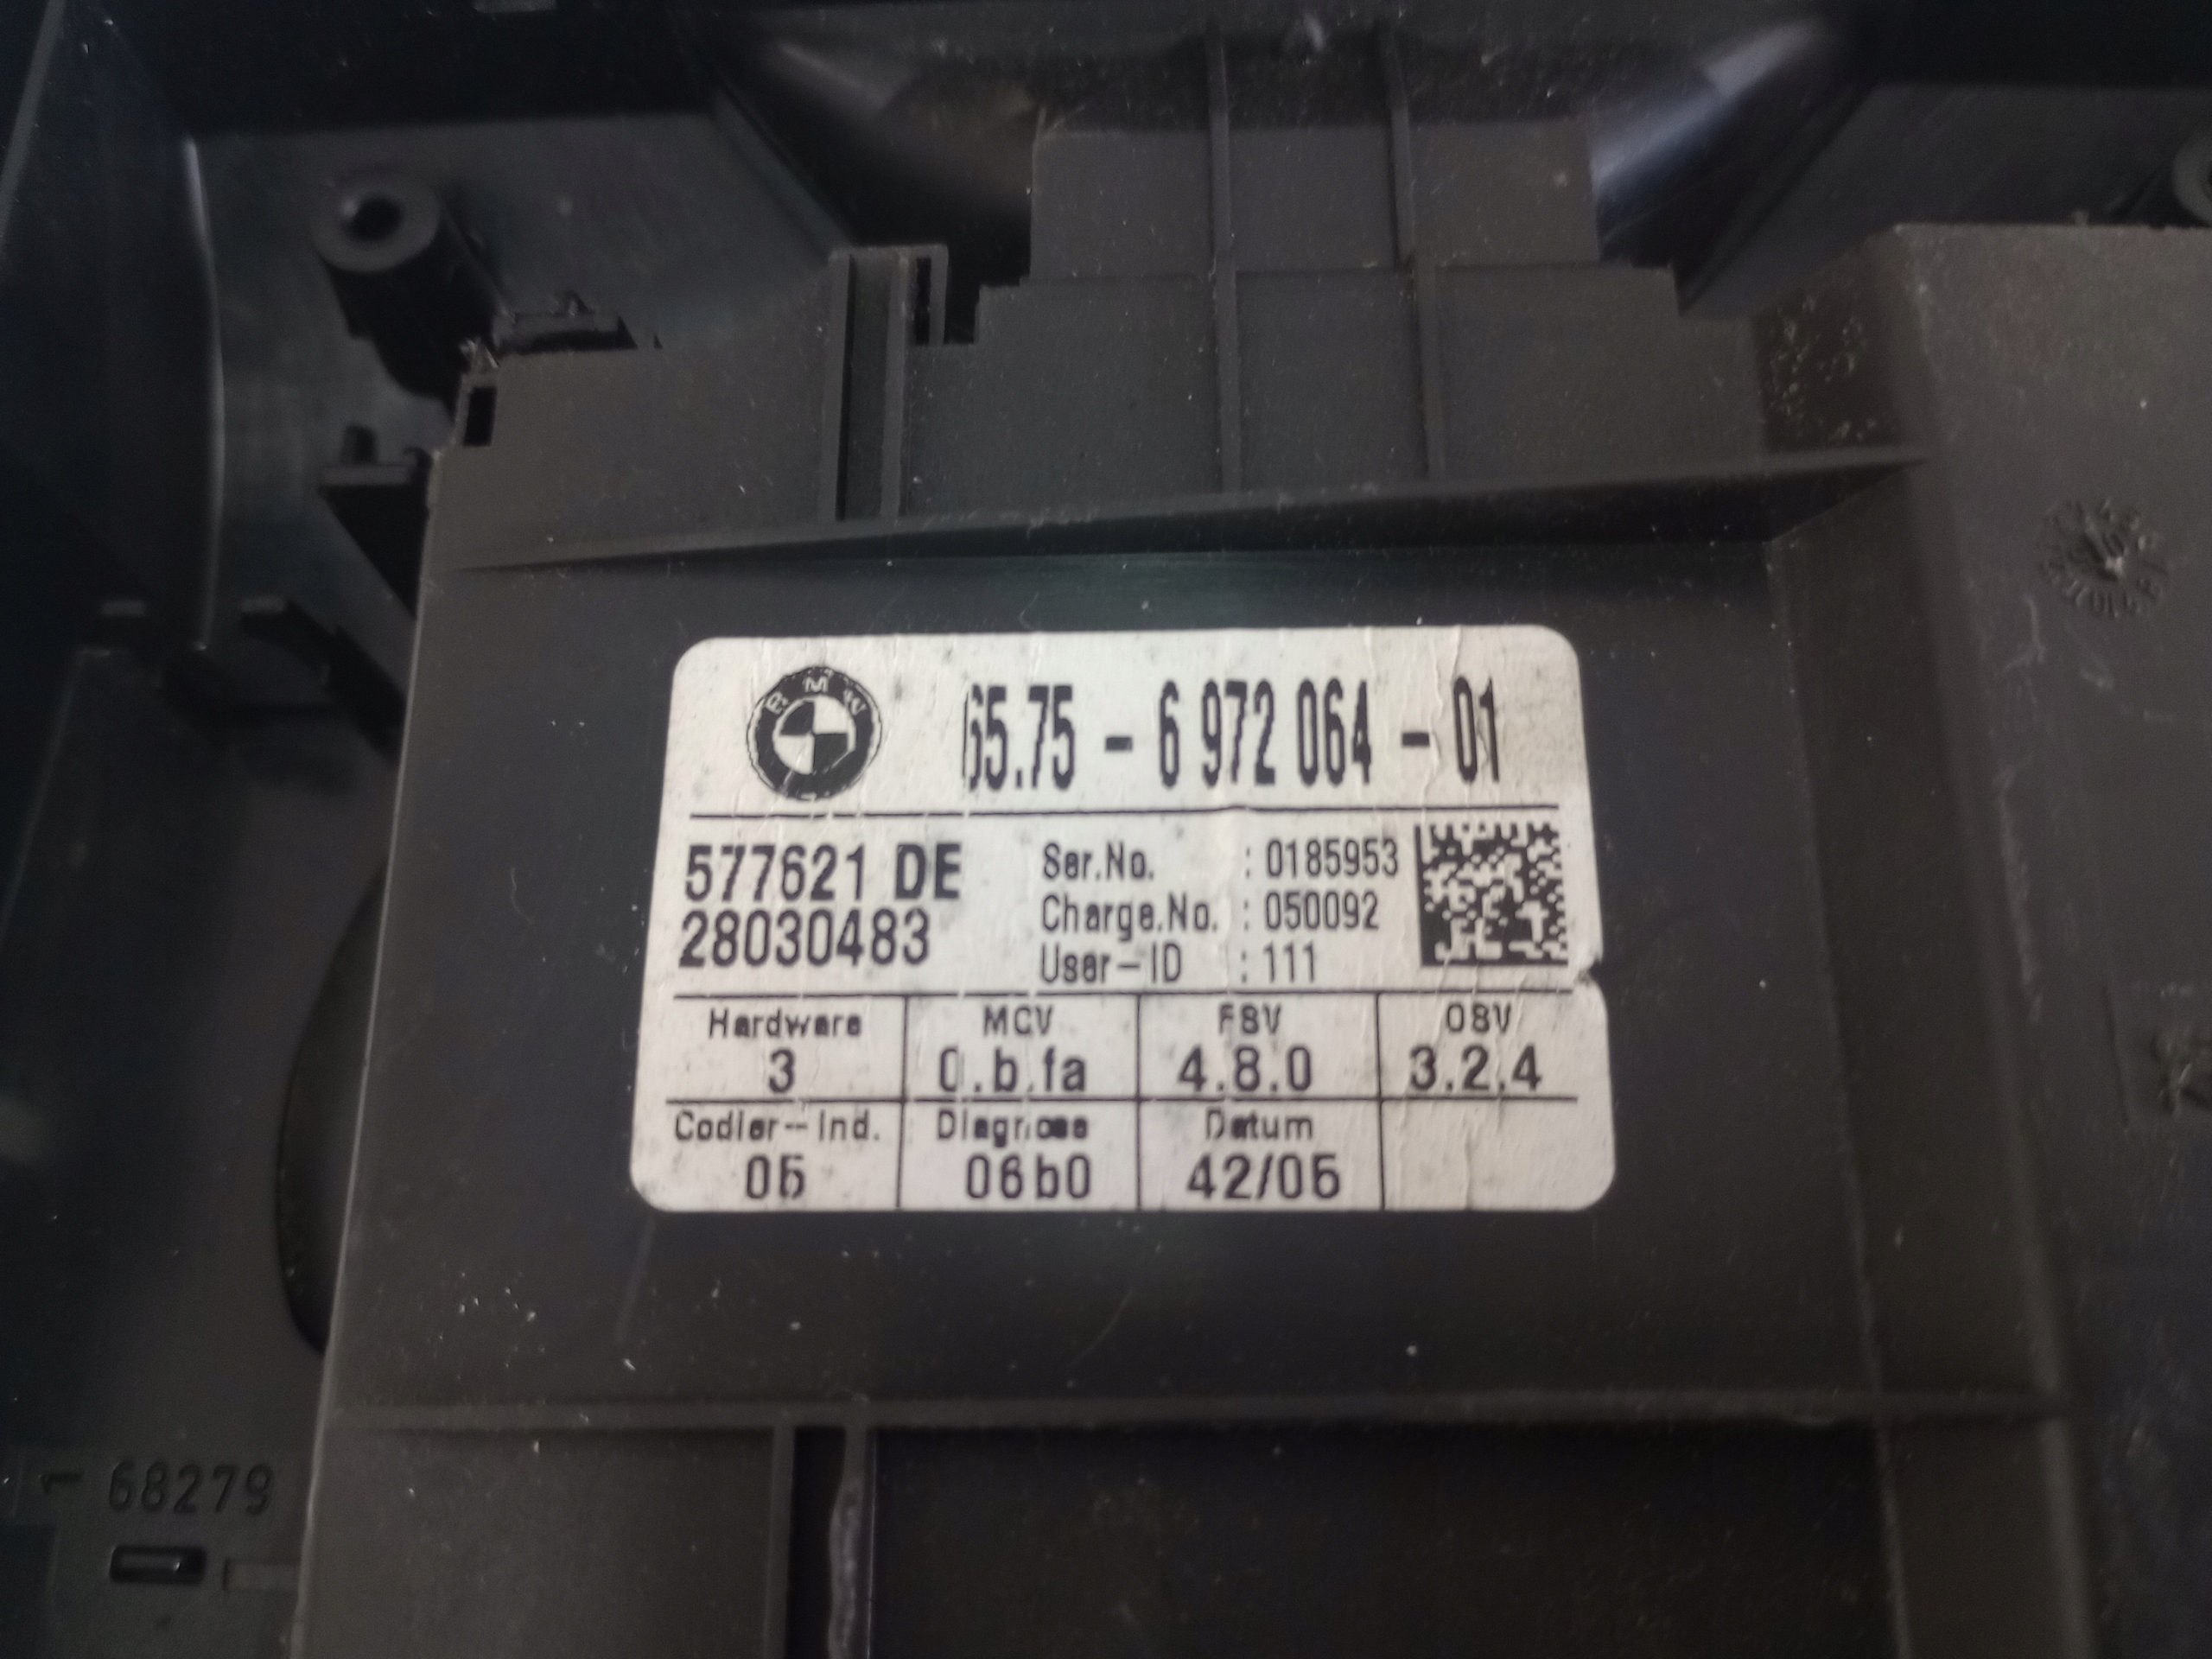 BMW
65.75 - 6 972 064 - 01
577621 DE
28030483
Ser.No. : 0185953
Charge.No. : 050092
User-ID : 111
Hardware MCV FSV OSV
3 0.b.fa 4.8.0 3.2.4
Codier-Ind. Diagnose Datum
06b0 42/05
68279